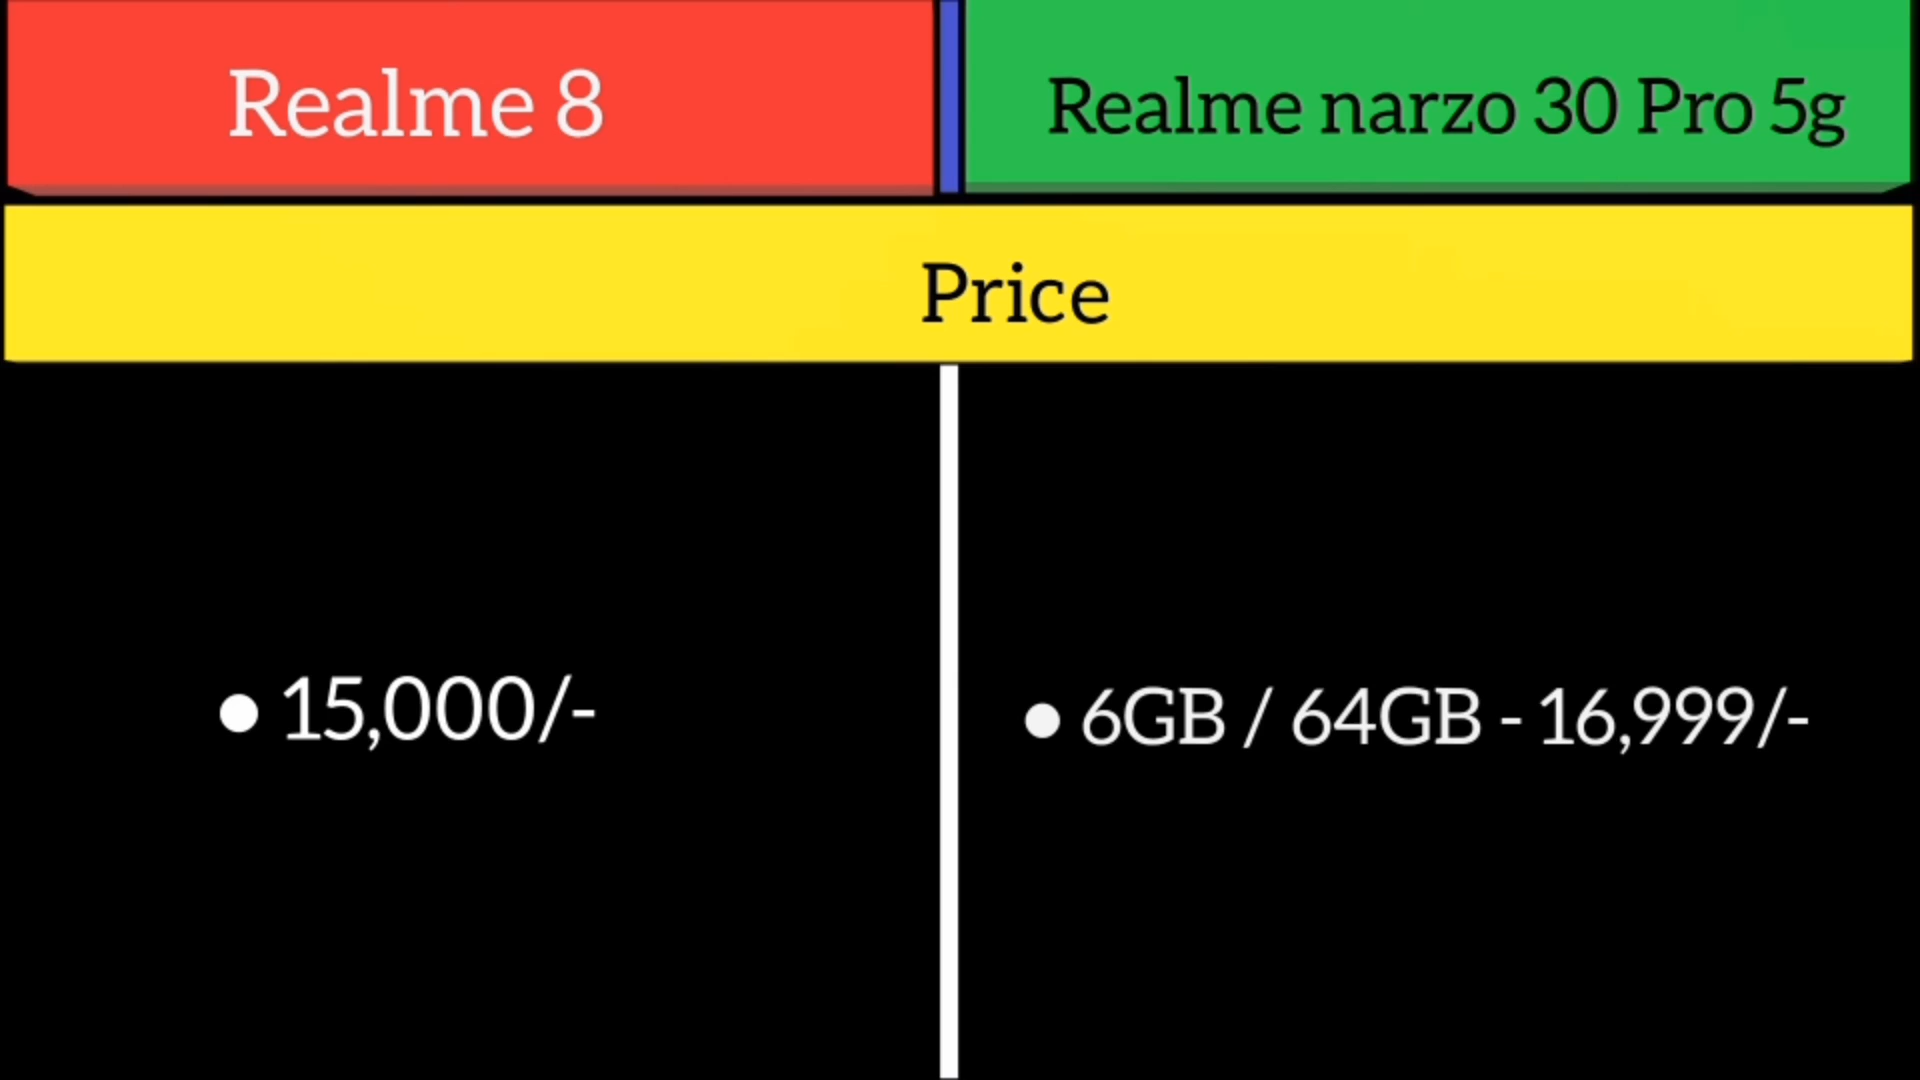 Realme 8
Realme narzo 30 Pro 5g
Price
● 15,000/-
● 6GB / 64GB - 16,999/-